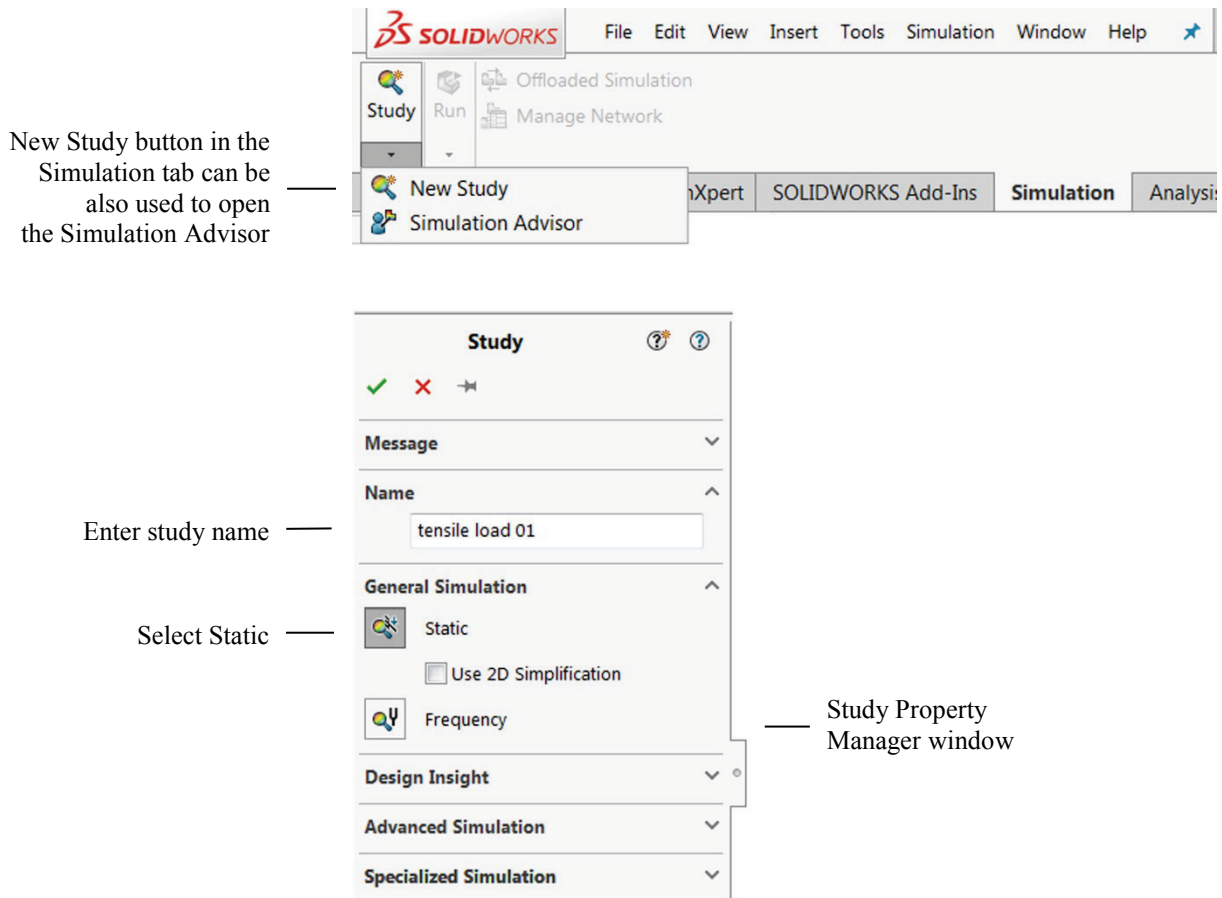 SOLIDWORKS File Edit View Insert Tools Simulation Window Help
Offloaded Simulation
Study Run
Manage Network
New Study button in the
Simulation tab can be
also used to open
the Simulation Advisor
New Study
Simulation Advisor
nXpert SOLIDWORKS Add-Ins Simulation Analysis
Study
Message
Name
Enter study name
tensile load 01
General Simulation
Select Static
Static
Use 2D Simplification
Frequency
Study Property
Manager window
Design Insight
Advanced Simulation
Specialized Simulation